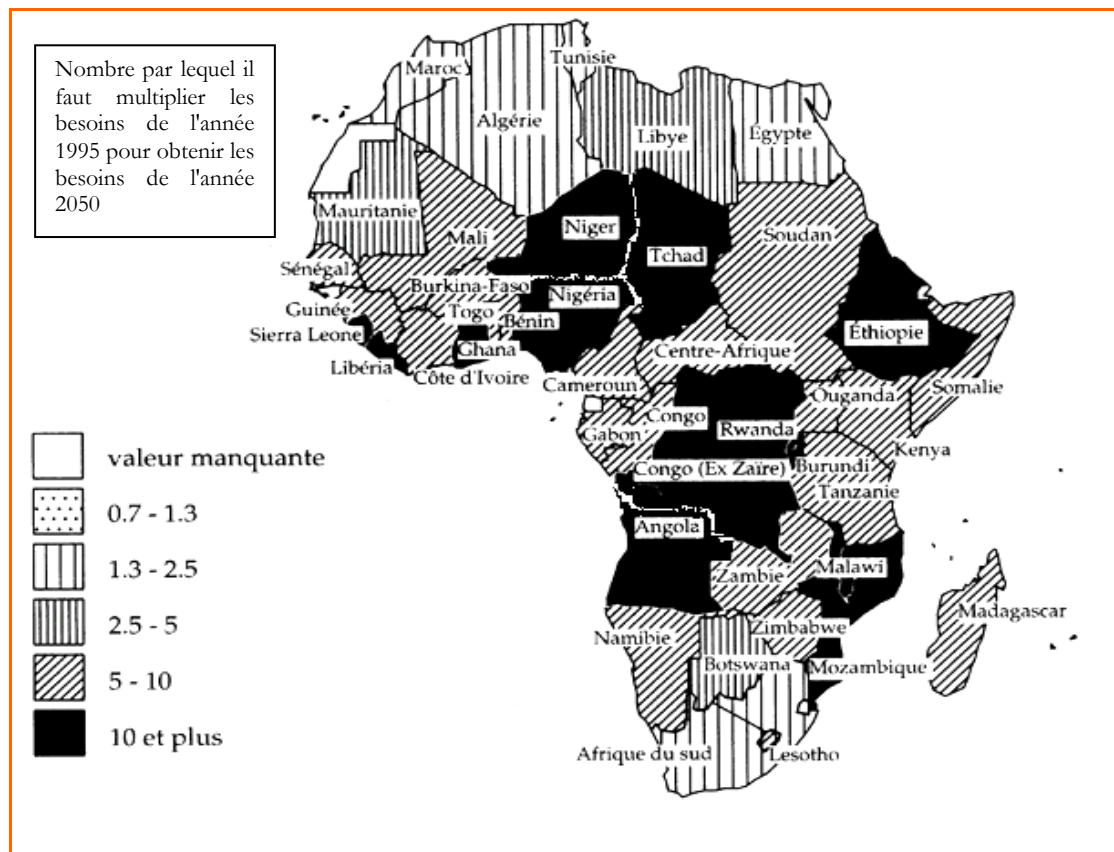 Nombre par lequel il
faut multiplier les
besoins de l'année
1995 pour obtenir les
besoins de l'année
2050
Maroc
Tunisie
Algérie
Libye
Egypte
Mauritanie
Mali
Niger
Tchad
Soudan
Sénégal
Burkina-Faso
Nigéria
Guinée
Togo
Bénin
Sierra Leone
Ghana
Centre-Afrique
Éthiopie
Libéria
Côte d'Ivoire
Cameroun
Ouganda
Somalie
Congo
Rwanda
Gabon
Kenya
Congo (Ex Zaïre)
Burundi
Tanzanie
Angola
Malawi
Zambie
Madagascar
Namibie
Zimbabwe
Botswana
Mozambique
Afrique du sud
Lesotho
valeur manquante
0.7 - 1.3
1.3 - 2.5
2.5 - 5
5 - 10
10 et plus